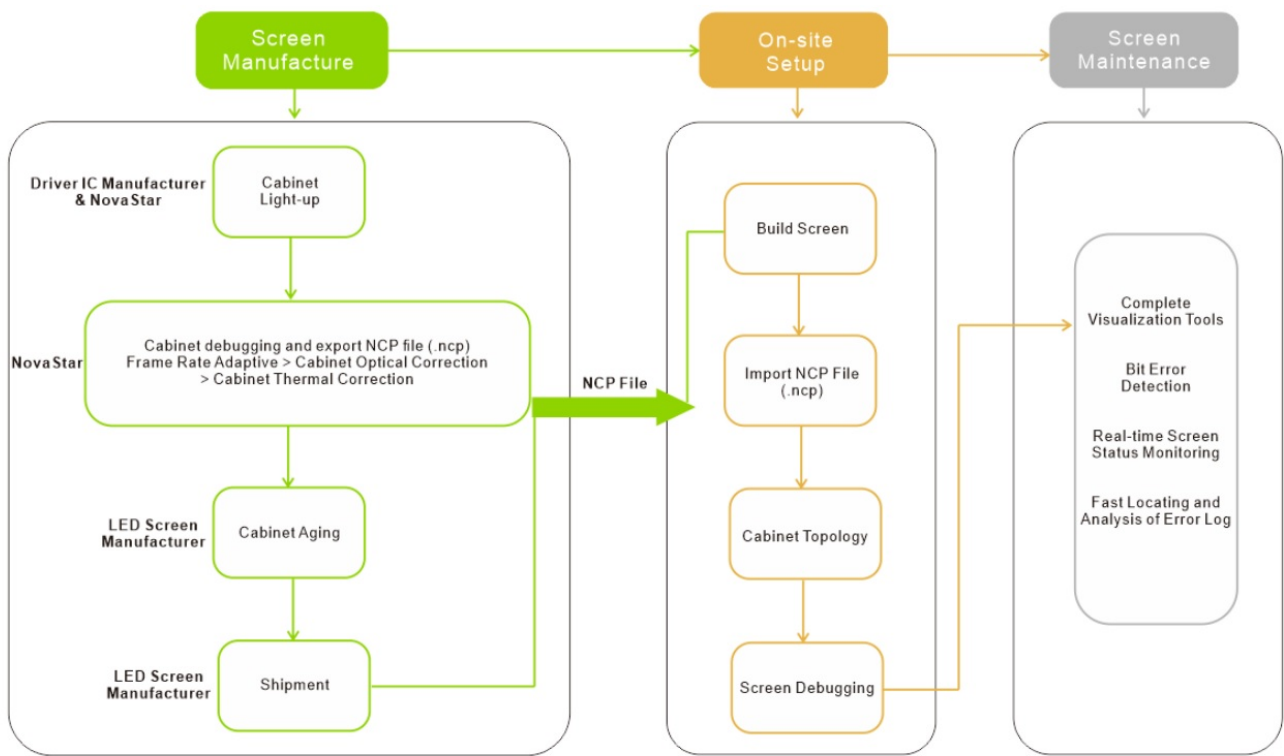 Screen
Manufacture
On-site
Setup
Screen
Maintenance
Driver IC Manufacturer
& NovaStar
Cabinet
Light-up
NovaStar
Cabinet debugging and export NCP file (.ncp)
Frame Rate Adaptive > Cabinet Optical Correction
> Cabinet Thermal Correction
LED Screen
Manufacturer
Cabinet Aging
LED Screen
Manufacturer
Shipment
NCP File
Build Screen
Import NCP File
(.ncp)
Cabinet Topology
Screen Debugging
Complete
Visualization Tools
Bit Error
Detection
Real-time Screen
Status Monitoring
Fast Locating and
Analysis of Error Log